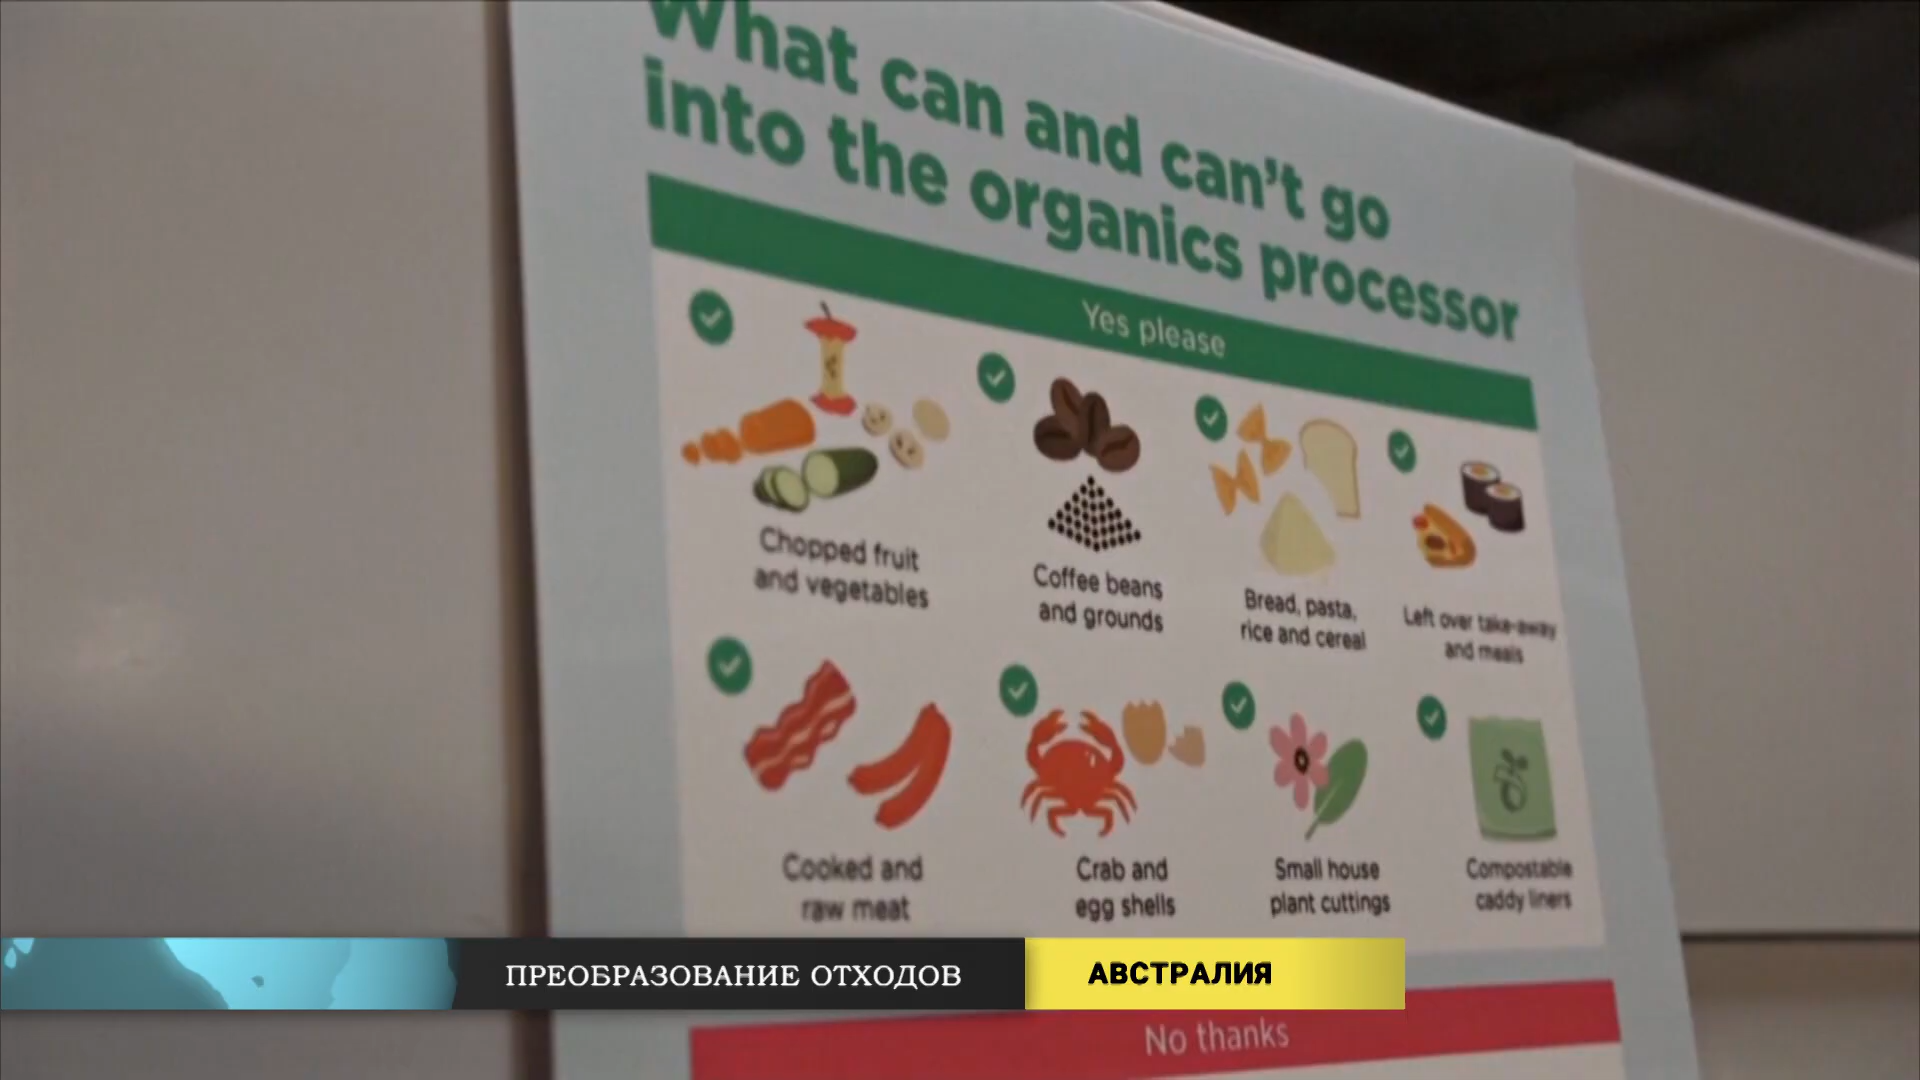 What can and can't go
into the organics processor
Yes please
Chopped fruit
and vegetables
Coffee beans
and grounds
Bread, pasta,
rice and cereal
Left over take-away
and meals
Cooked and
raw meat
Crab and
egg shells
Small house
plant cuttings
Compostable
caddy liners
ПРЕОБРАЗОВАНИЕ ОТХОДОВ
АВСТРАЛИЯ
No thanks